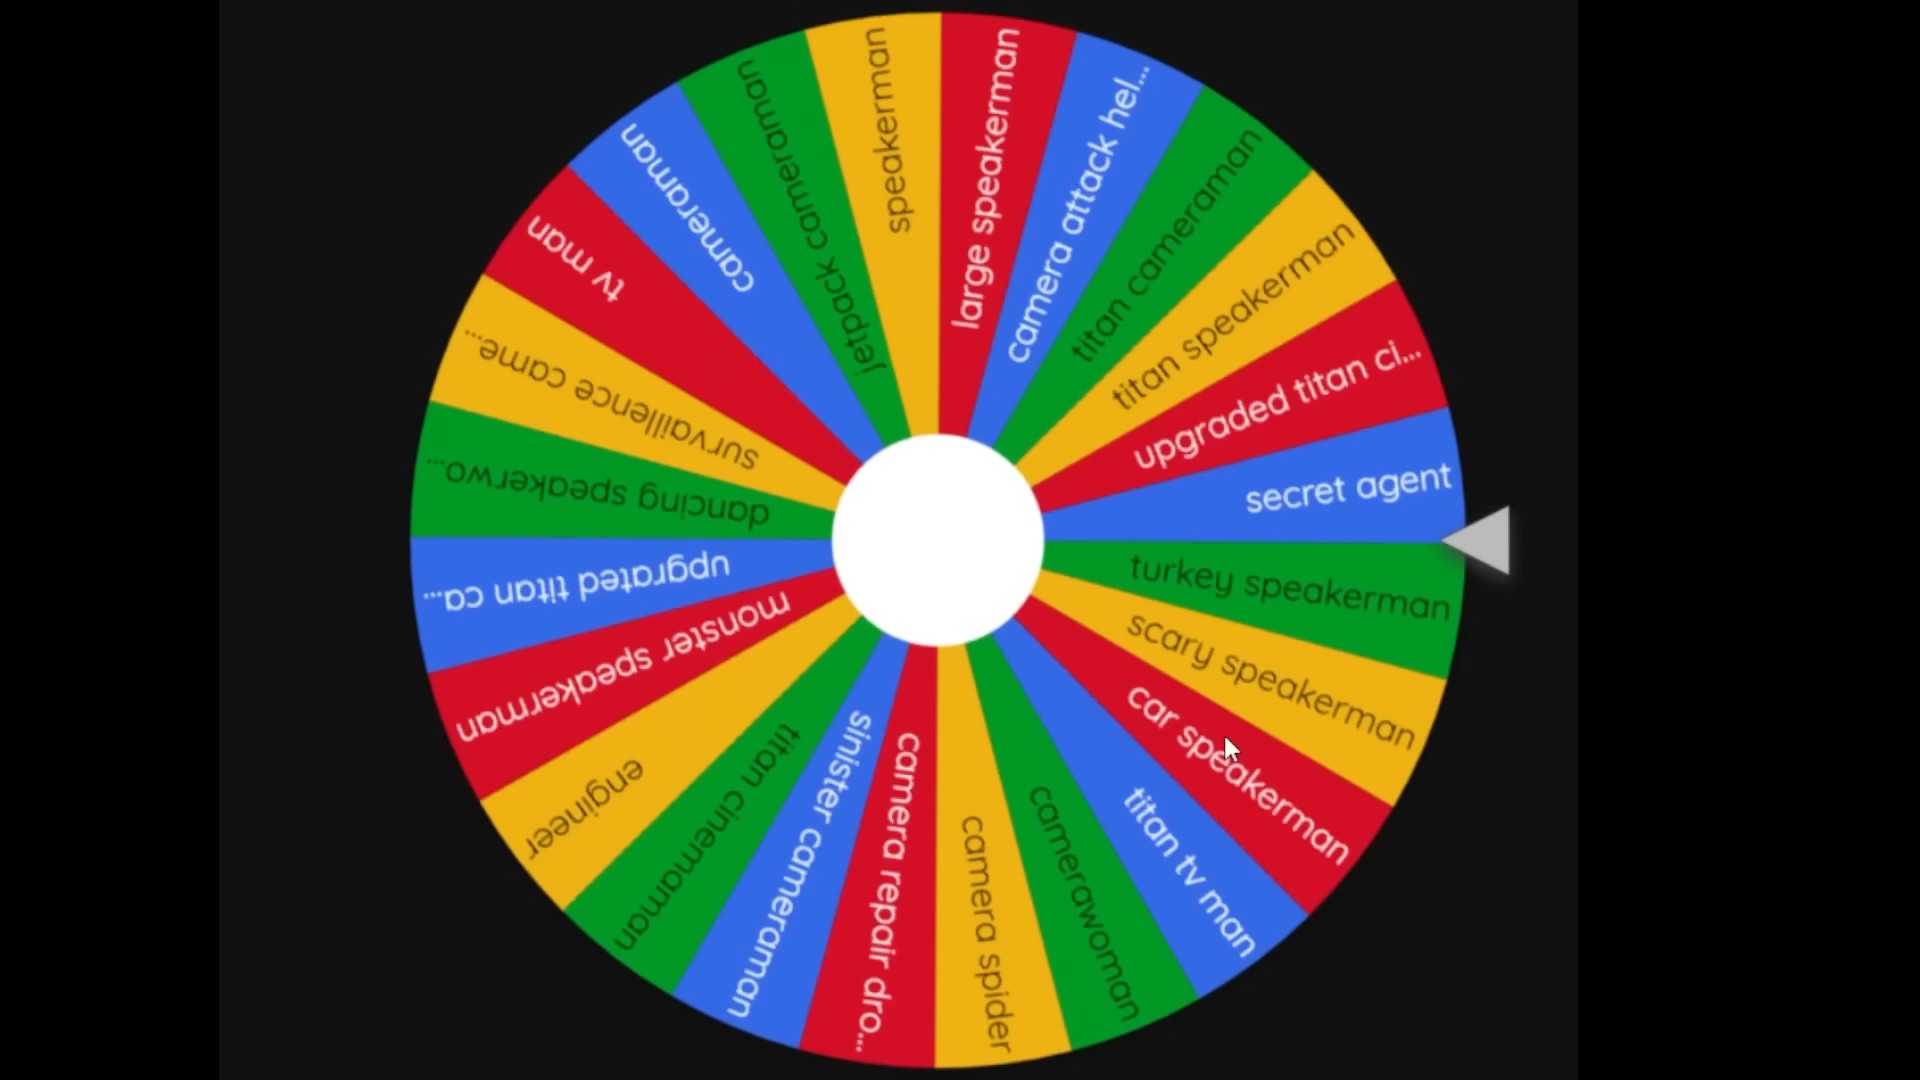 large speakerman
camera attack hel...
titan cameraman
titan speakerman
upgraded titan ci...
secret agent
turkey speakerman
scary speakerman
car speakerman
titan tv man
camerawoman
camera spider
camera repair dro...
sinister cameraman
titan cinemaman
engineer
monster speakerman
upgrated titan ca...
dancing speakerwo...
survaillence came...
tv man
cameraman
jetpack cameraman
speakerman